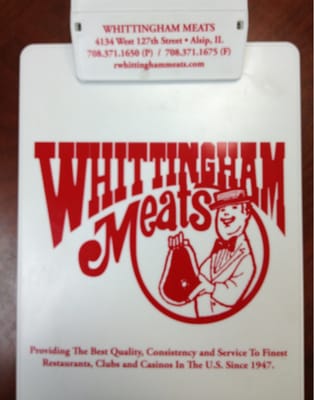 WHITTINGHAM MEATS
4134 West 127th Street • Alsip, IL
708.371.1650 (P) / 708.371.1675 (F)
rwhittinghammeats.com
WHITTINGHAM
Meats
Providing The Best Quality, Consistency and Service To Finest
Restaurants, Clubs and Casinos In The U.S. Since 1947.